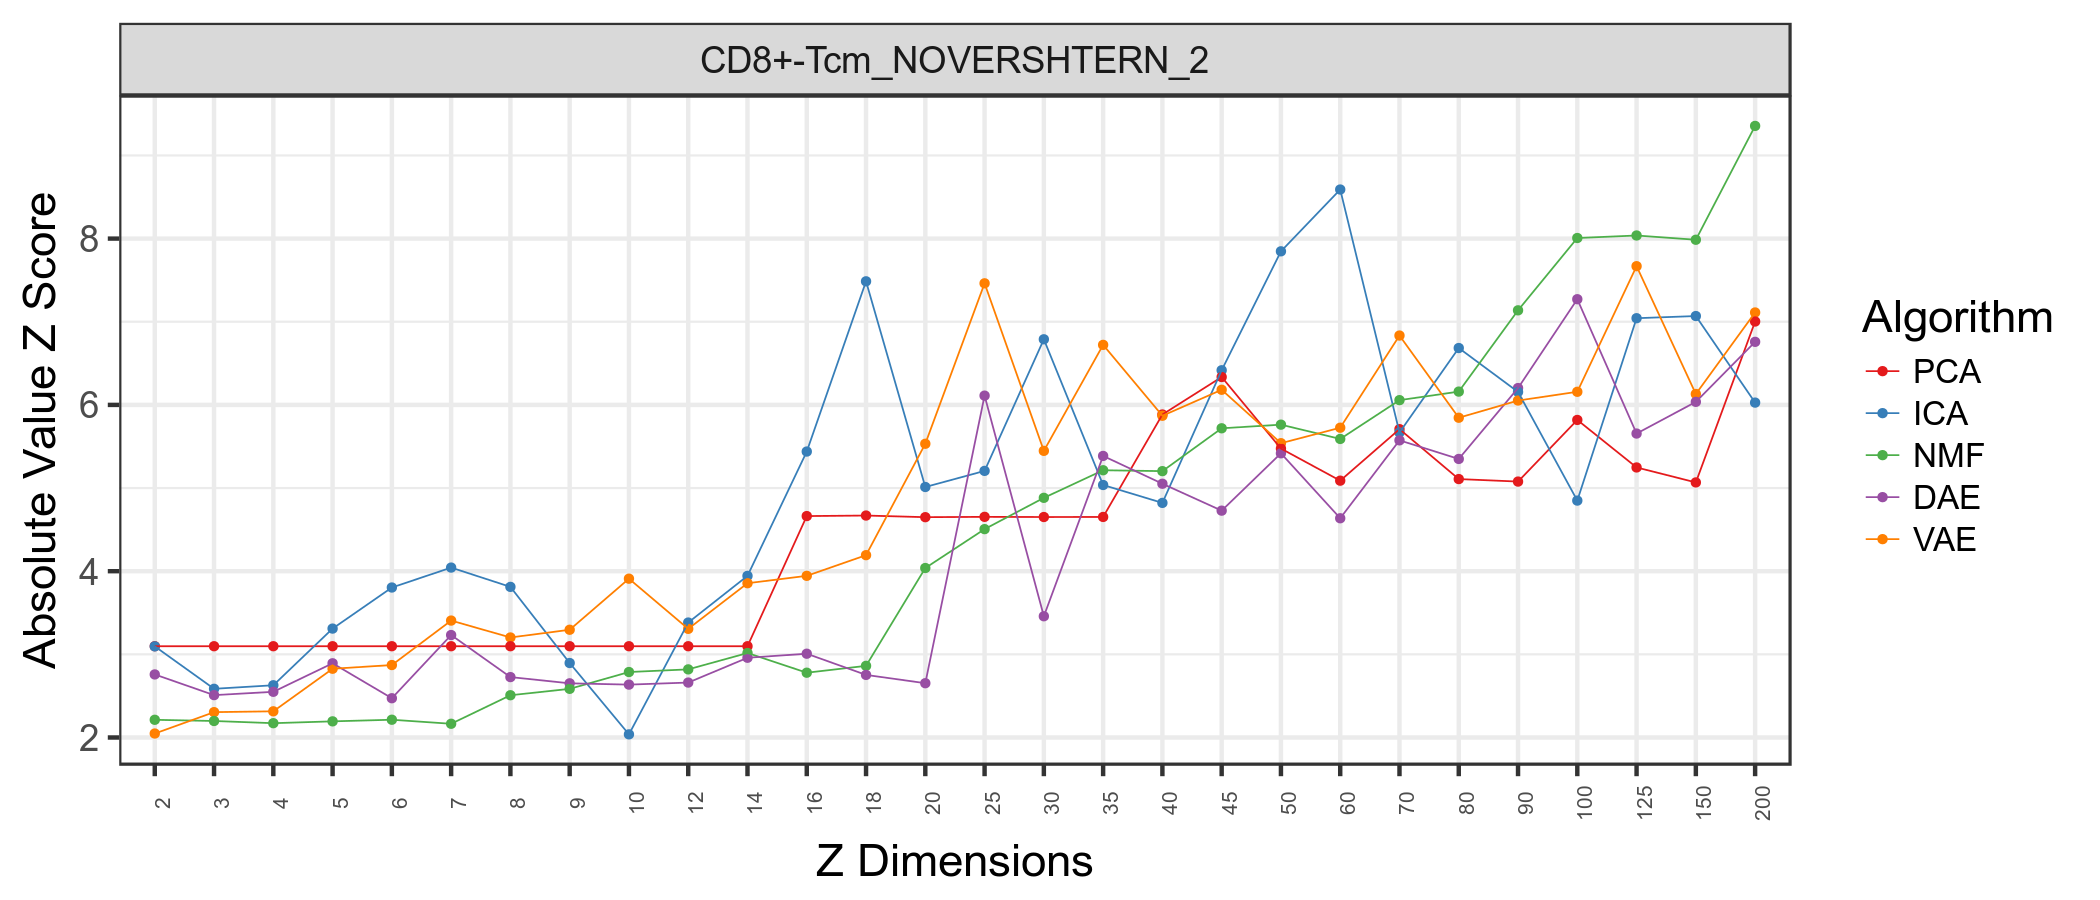 CD8+-Tcm_NOVERSHTERN_2
Absolute Value Z Score
8
6
4
2
2 3 4 5 6 7 8 9 10 12 14 16 18 20 25 30 35 40 45 50 60 70 80 90 100 125 150 200
Z Dimensions
Algorithm
PCA
ICA
NMF
DAE
VAE